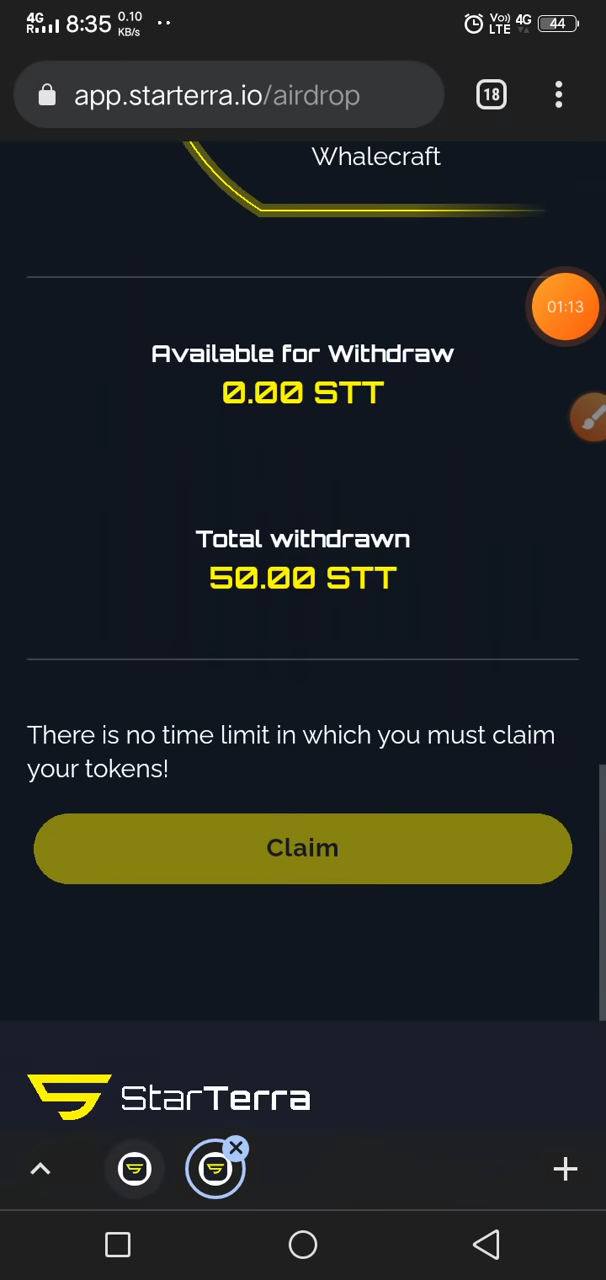 4G R 8:35 0.10 KB/s Vo)) LTE 4G 44
app.starterra.io/airdrop 18
Whalecraft
01:13
Available for Withdraw
0.00 STT
Total withdrawn
50.00 STT
There is no time limit in which you must claim
your tokens!
Claim
StarTerra